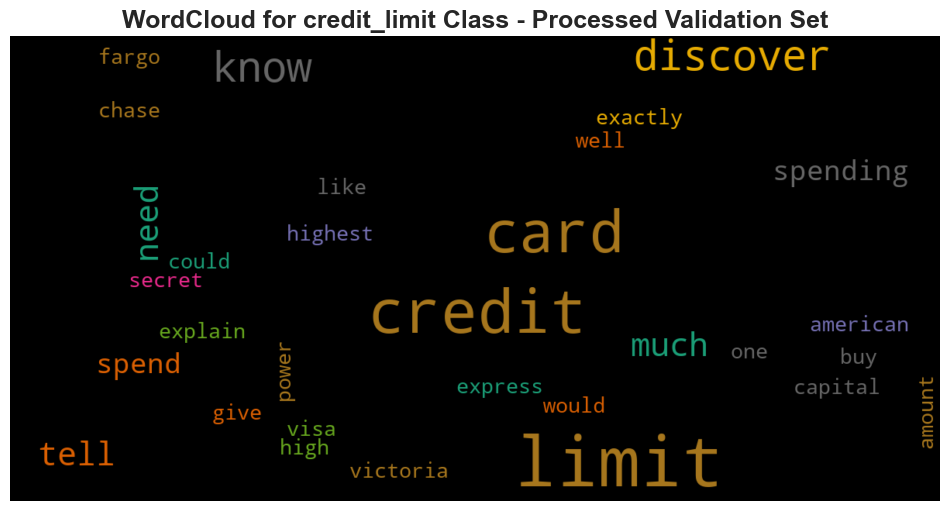 WordCloud for credit_limit Class - Processed Validation Set
fargo
know
discover
chase
exactly
well
spending
like
need
highest
card
could
secret
credit
explain
american
much
one
buy
spend
power
express
capital
amount
would
give
visa
high
tell
victoria
limit